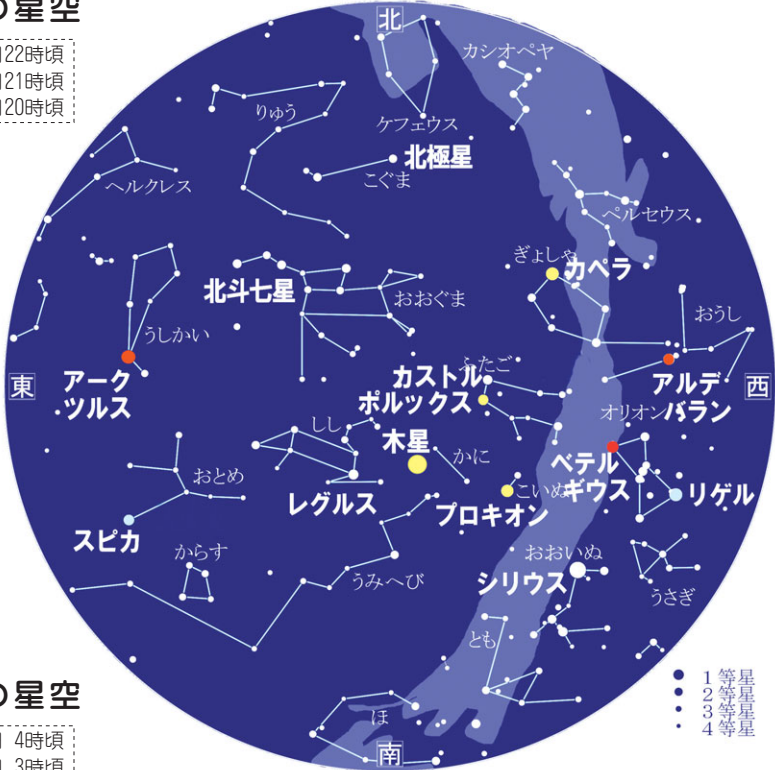 の星空
22時頃
21時頃
20時頃
北
カシオペヤ
りゅう
ケフェウス
北極星
こぐま
ヘルクレス
ペルセウス
ぎょしゃ
カペラ
北斗七星
おおぐま
おうし
うしかい
東
アーク
ツルス
ふたご
カストル
ポルックス
アルデ
バラン
西
オリオン
しし
木星
かに
ベテル
ギウス
おとめ
レグルス
こいぬ
プロキオン
リゲル
スピカ
からす
うみへび
おおいぬ
シリウス
うさぎ
とも
ほ
南
1等星
2等星
3等星
4等星
の星空
4時頃
3時頃